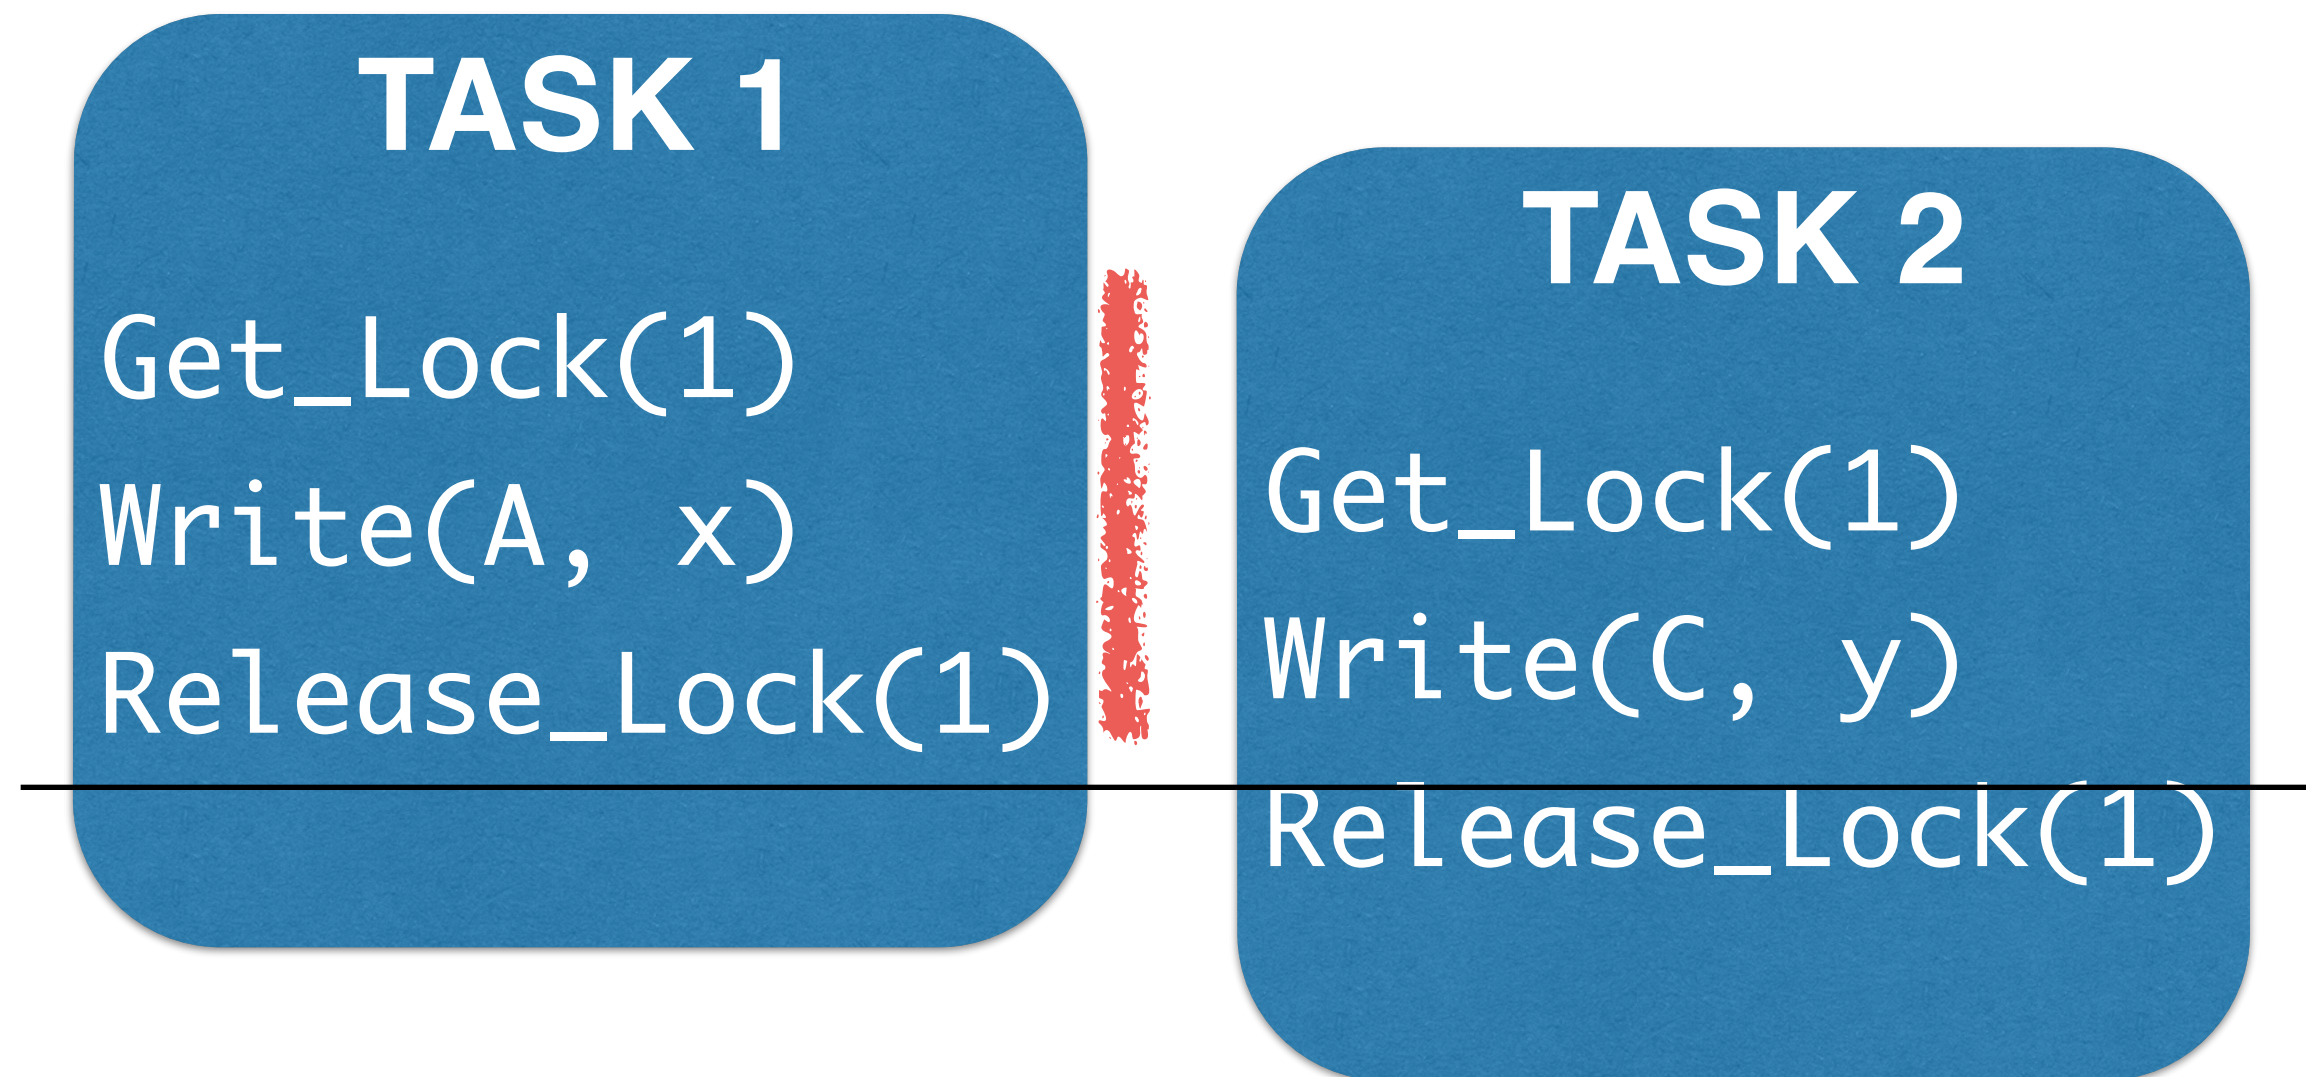 TASK 1
Get_Lock(1)
Write(A, x)
Release_Lock(1)
TASK 2
Get_Lock(1)
Write(C, y)
Release_Lock(1)